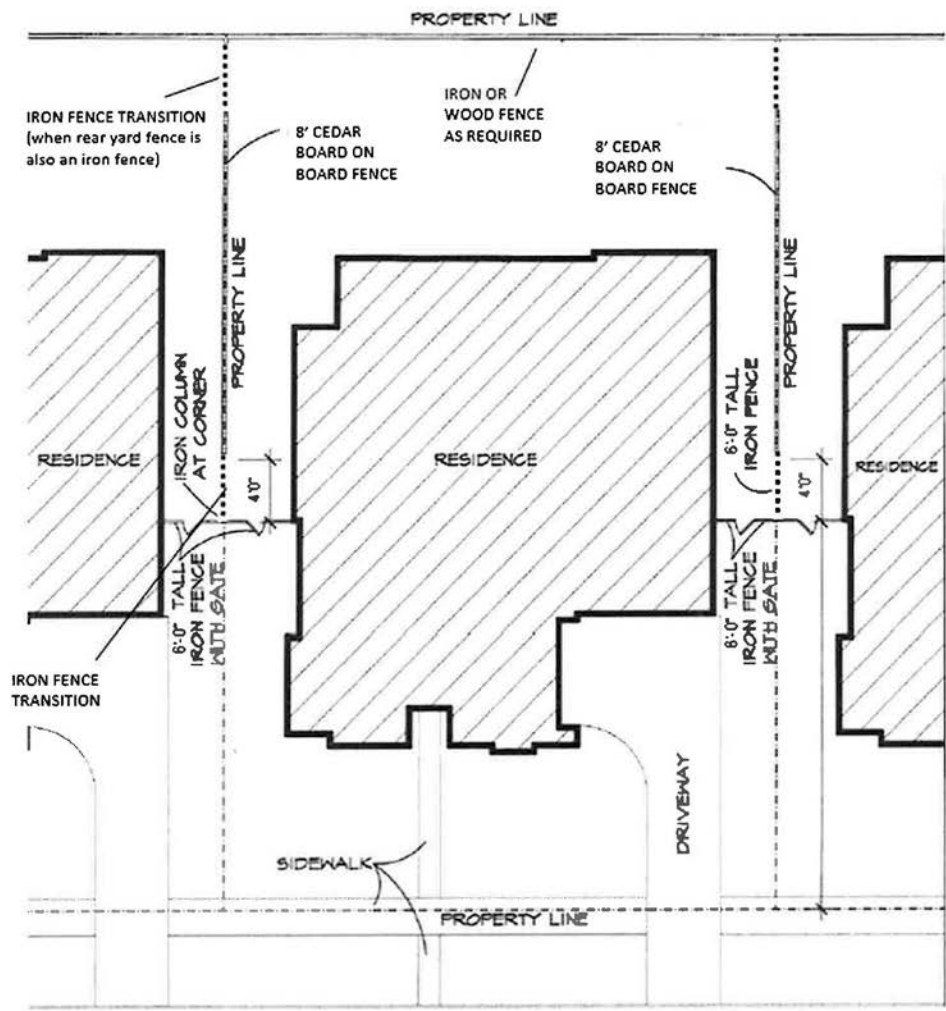 PROPERTY LINE
IRON FENCE TRANSITION
(when rear yard fence is
also an iron fence)
IRON OR
WOOD FENCE
AS REQUIRED
8' CEDAR
BOARD ON
BOARD FENCE
8' CEDAR
BOARD ON
BOARD FENCE
PROPERTY LINE
PROPERTY LINE
IRON COLUMN
AT CORNER
6'-0" TALL
IRON FENCE
RESIDENCE
RESIDENCE
RESIDENCE
4'0"
4'0"
6'-0" TALL
IRON FENCE
WITH GATE
6'-0" TALL
IRON FENCE
WITH GATE
IRON FENCE
TRANSITION
DRIVEWAY
SIDEWALK
PROPERTY LINE